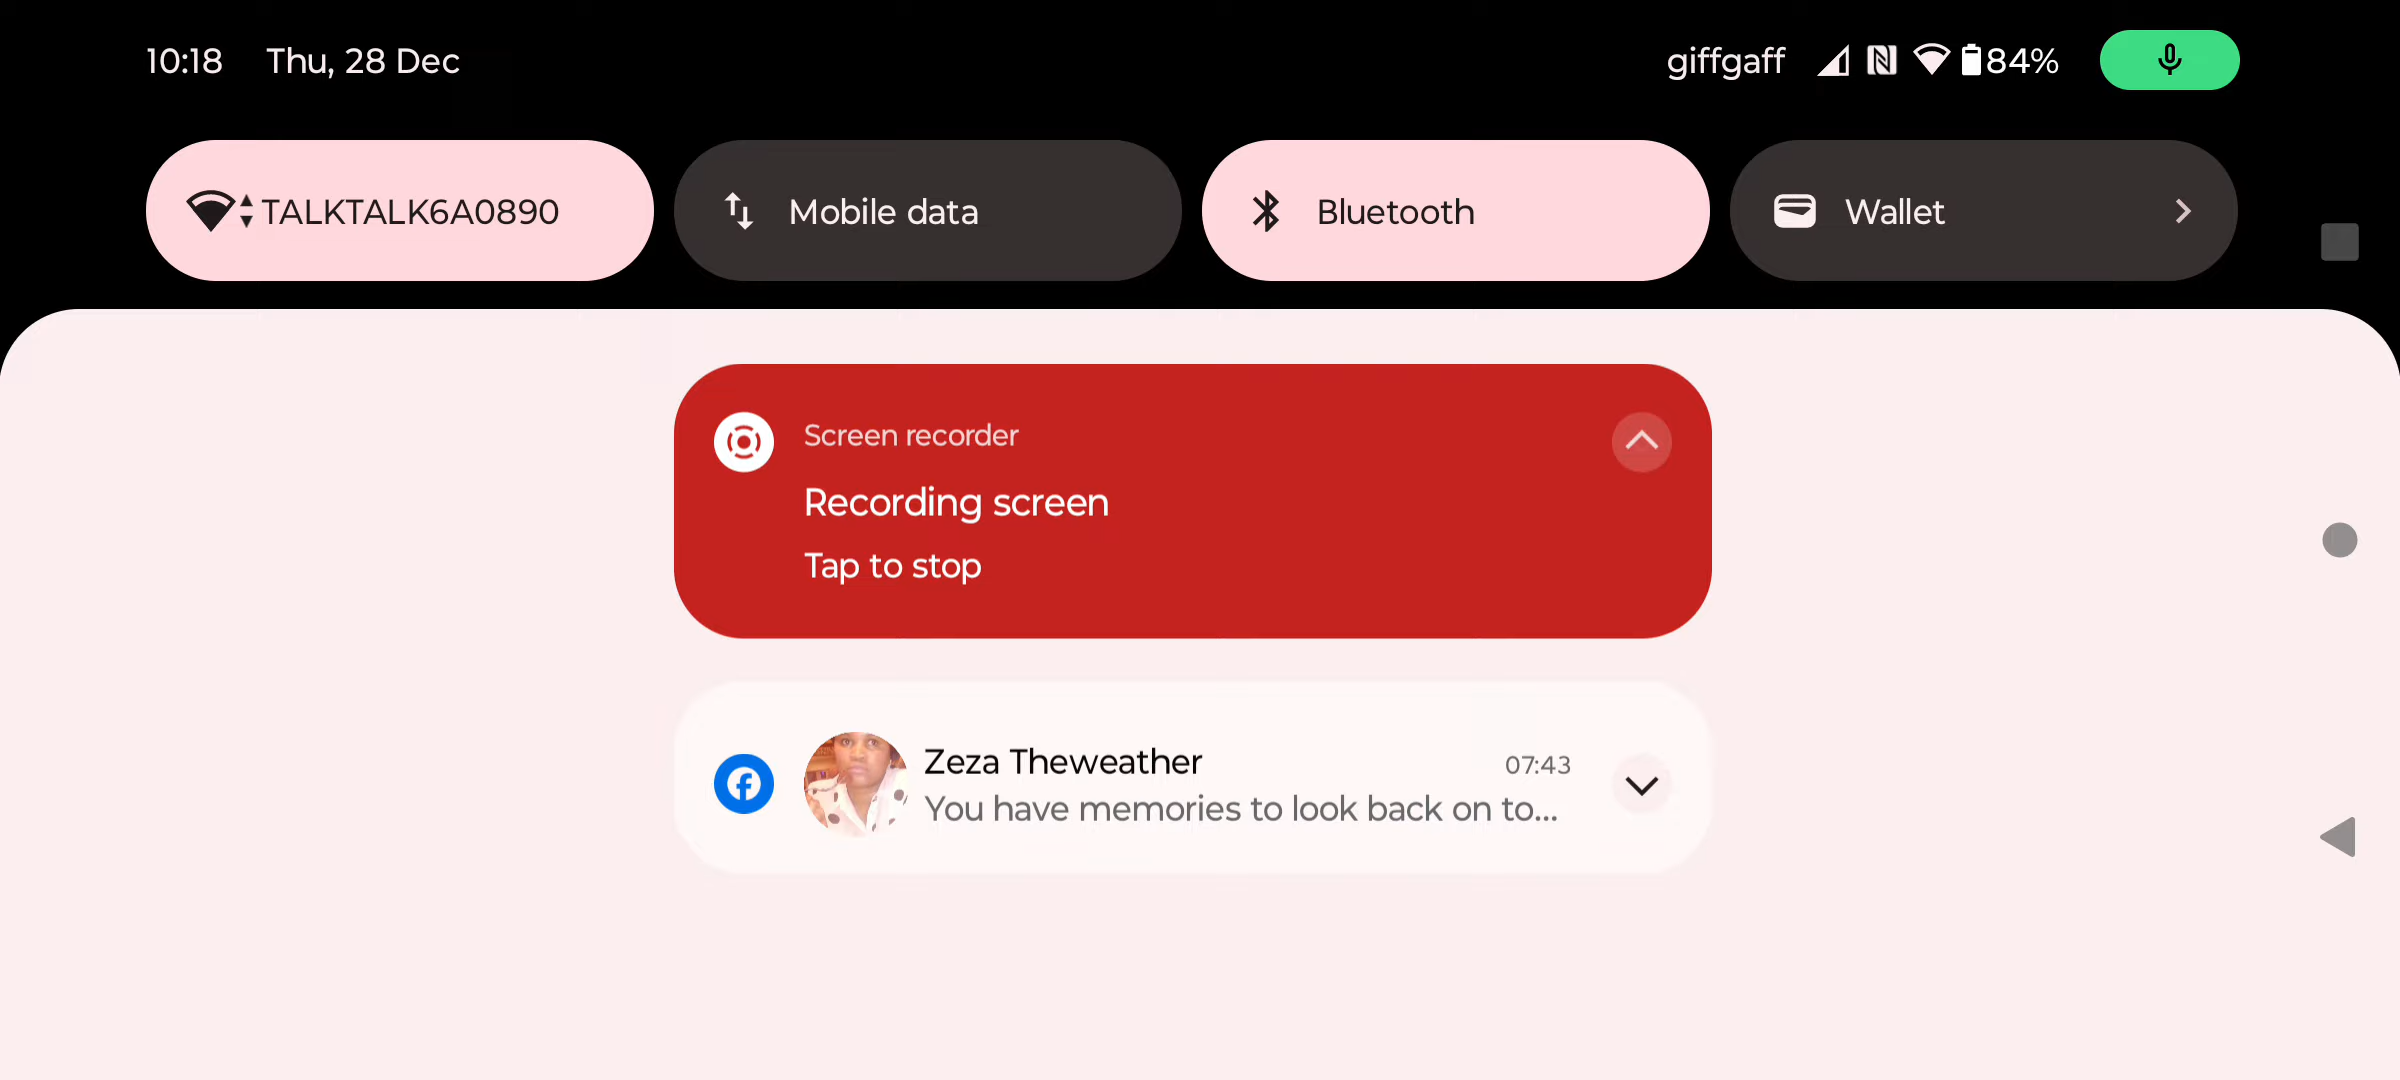 10:18 Thu, 28 Dec giffgaff 84%
TALKTALK6A0890 Mobile data Bluetooth Wallet
Screen recorder
Recording screen
Tap to stop
Zeza Theweather 07:43
You have memories to look back on to...